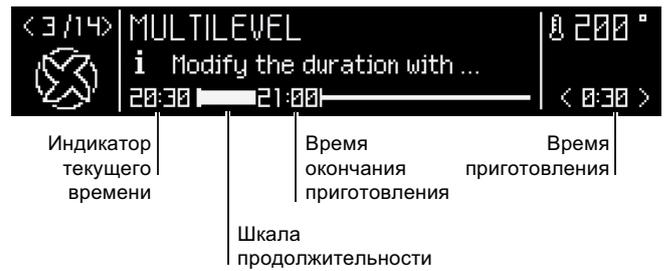 < 3 /14> MULTILEVEL 200 °
i Modify the duration with ...
20:30 21:00 < 0:30 >
Индикатор текущего времени
Время окончания приготовления
Время приготовления
Шкала продолжительности